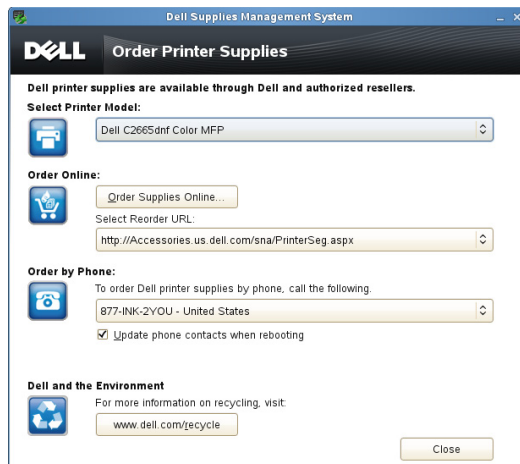 Dell Supplies Management System
DELL Order Printer Supplies
Dell printer supplies are available through Dell and authorized resellers.
Select Printer Model:
Dell C2665dnf Color MFP
Order Online:
Order Supplies Online...
Select Reorder URL:
http://Accessories.us.dell.com/sna/PrinterSeg.aspx
Order by Phone:
To order Dell printer supplies by phone, call the following.
877-INK-2YOU - United States
Update phone contacts when rebooting
Dell and the Environment
For more information on recycling, visit:
www.dell.com/recycle
Close